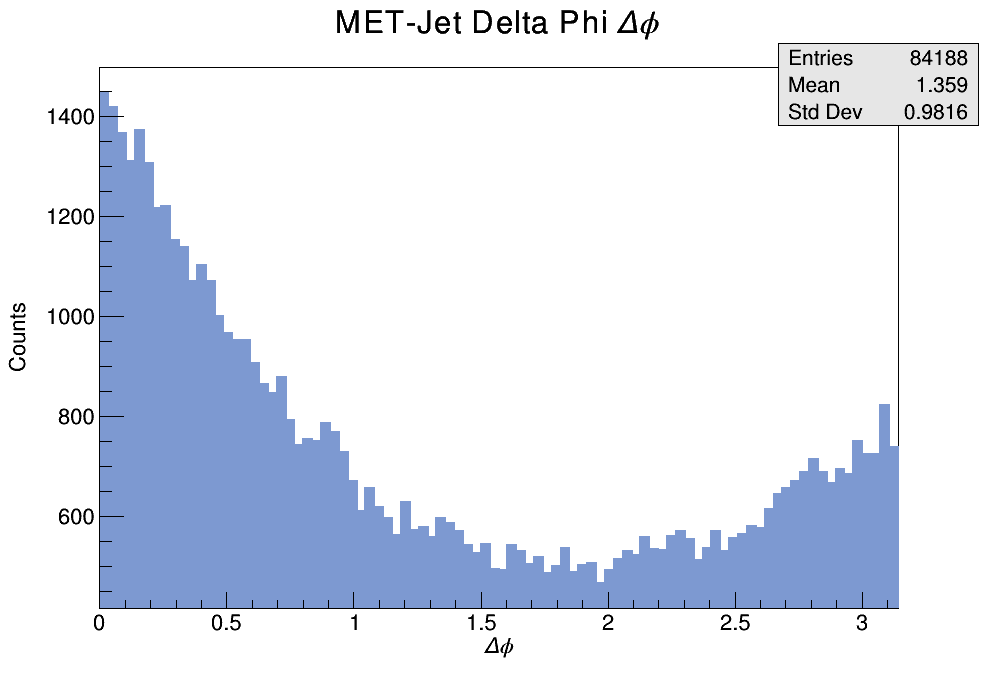 MET-Jet Delta Phi Δϕ
Entries 84188
Mean 1.359
Std Dev 0.9816
1400
1200
1000
800
600
Counts
0 0.5 1 1.5 2 2.5 3
Δϕ